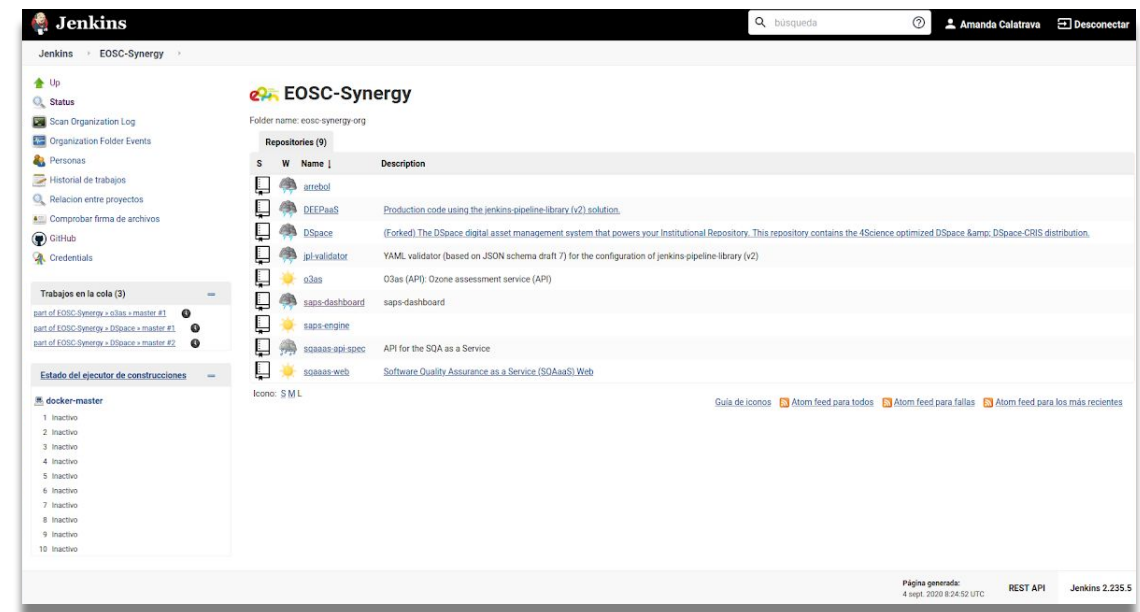 Jenkins
búsqueda
Amanda Calatrava
Desconectar
Jenkins
EOSC-Synergy
Up
Status
Scan Organization Log
Organization Folder Events
Personas
Historial de trabajos
Relacion entre proyectos
Comprobar firma de archivos
GitHub
Credentials
Trabajos en la cola (3)
part of EOSC-Synergy » o3as » master #1
part of EOSC-Synergy » DSpace » master #1
part of EOSC-Synergy » DSpace » master #2
Estado del ejecutor de construcciones
docker-master
1 Inactivo
2 Inactivo
3 Inactivo
4 Inactivo
5 Inactivo
6 Inactivo
7 Inactivo
8 Inactivo
9 Inactivo
10 Inactivo
EOSC-Synergy
Folder name: eosc-synergy-org
Repositories (9)
S W Name ↓ Description
arrebol
DEEPaaS Production code using the jenkins-pipeline-library (v2) solution.
DSpace (Forked) The DSpace digital asset management system that powers your Institutional Repository. This repository contains the 4Science optimized DSpace &amp; DSpace-CRIS distribution.
jpl-validator YAML validator (based on JSON schema draft 7) for the configuration of jenkins-pipeline-library (v2)
o3as O3as (API): Ozone assessment service (API)
saps-dashboard saps-dashboard
saps-engine
sqaaas-api-spec API for the SQA as a Service
sqaaas-web Software Quality Assurance as a Service (SQAaaS) Web
Icono: S M L
Guía de iconos Atom feed para todos Atom feed para fallas Atom feed para los más recientes
Página generada:
4 sept. 2020 8:24:52 UTC
REST API
Jenkins 2.235.5